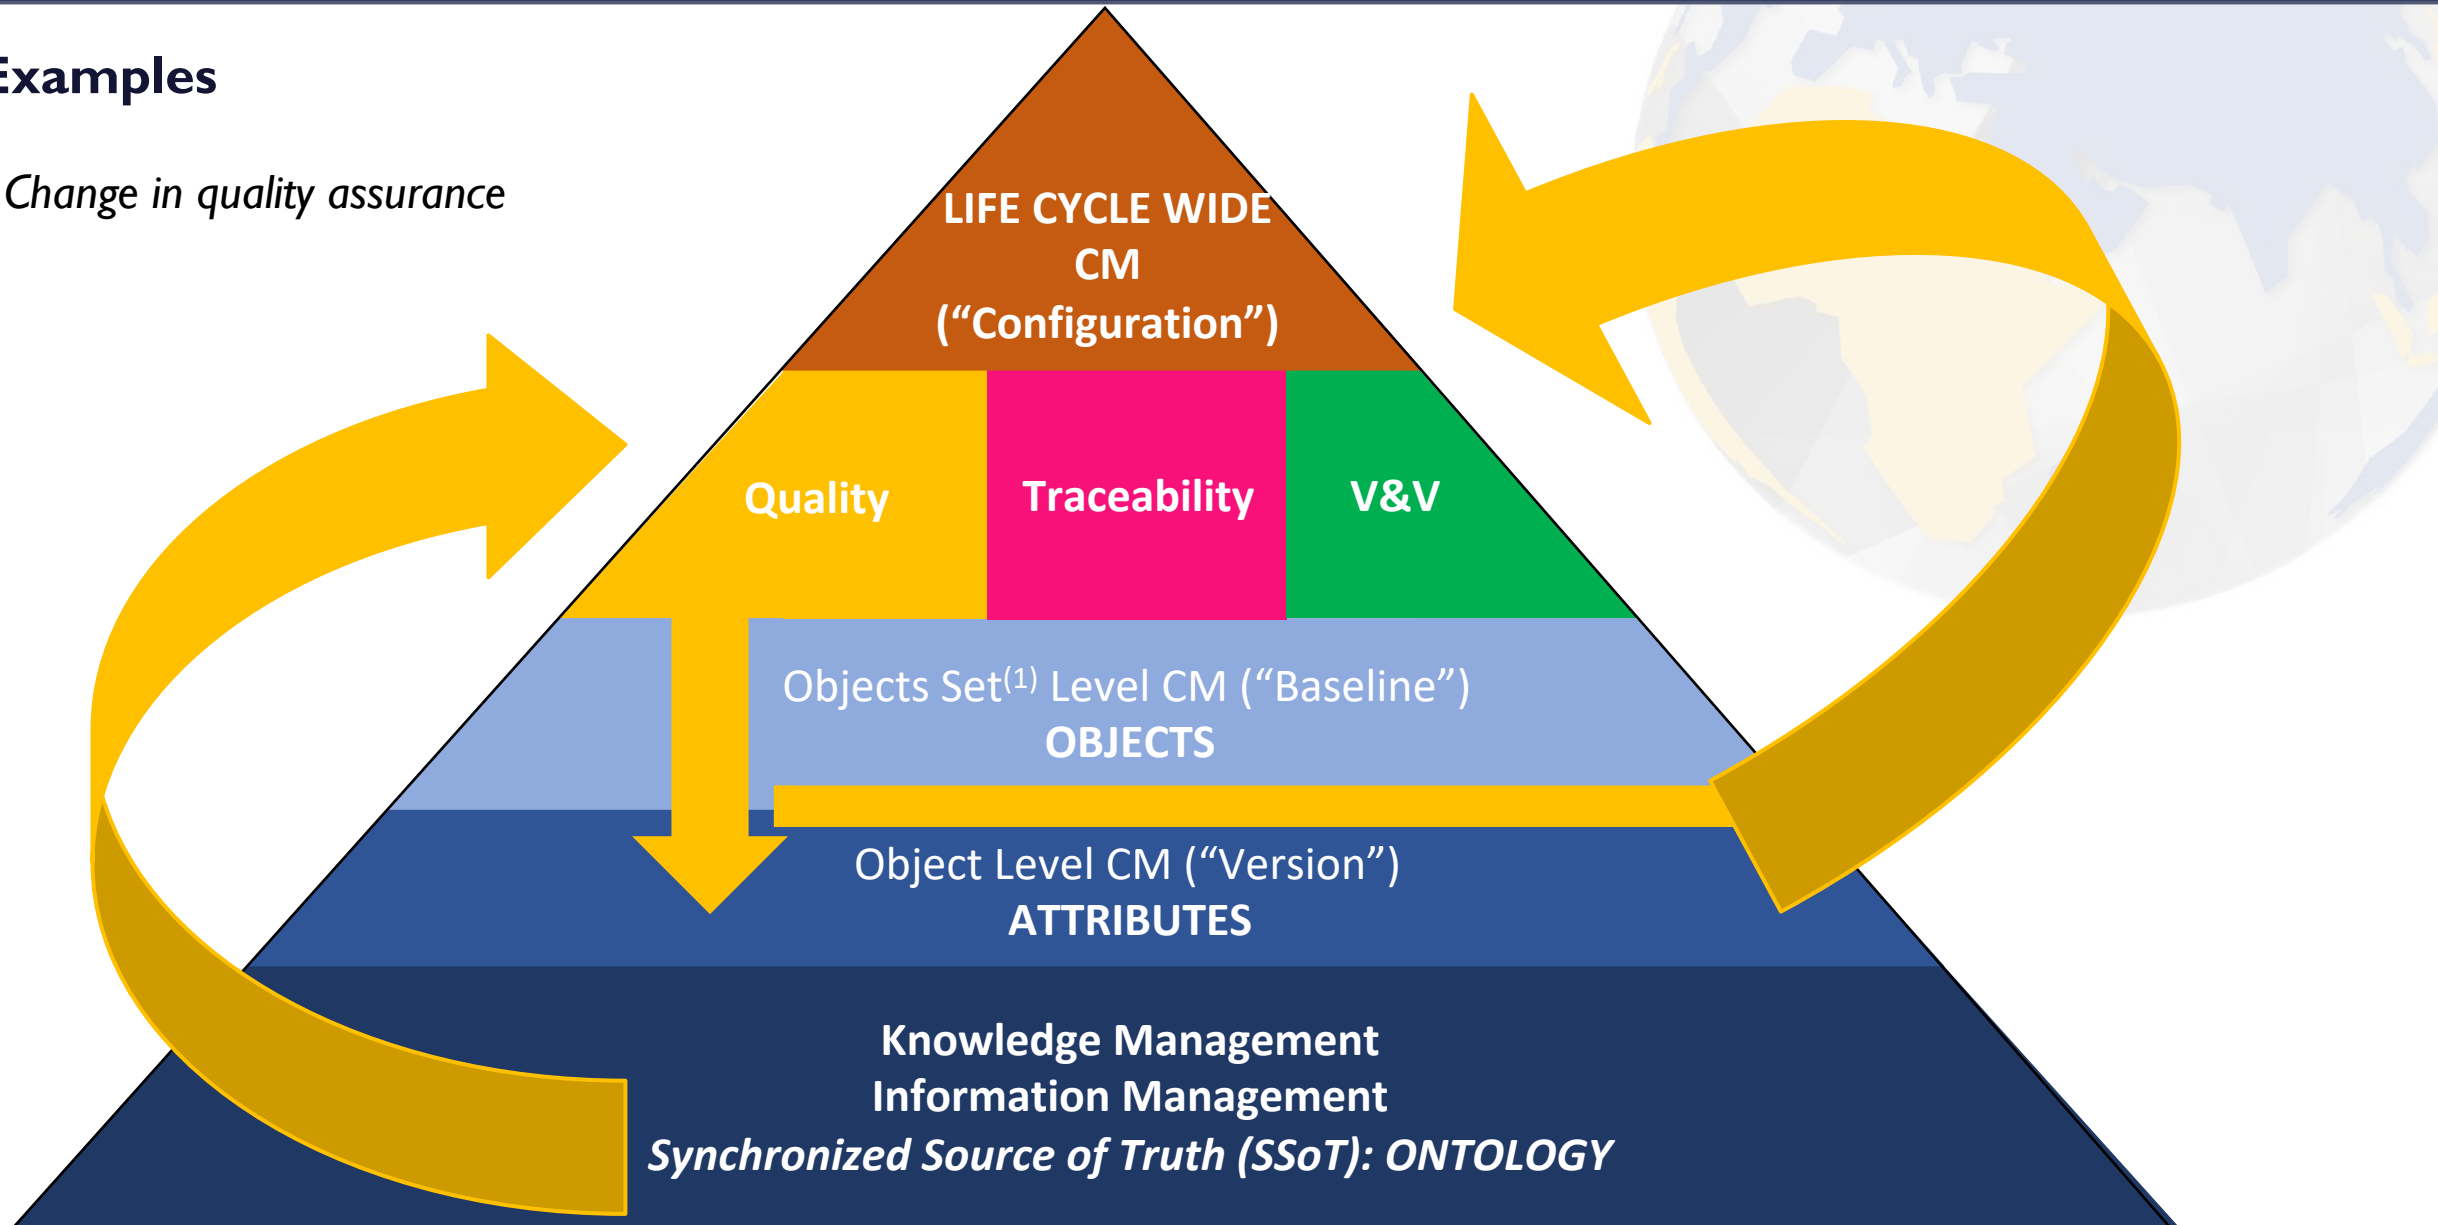 Examples
Change in quality assurance
LIFE CYCLE WIDE
CM
(“Configuration”)
Quality
Traceability
V&V
Objects Set(1) Level CM (“Baseline”)
OBJECTS
Object Level CM (“Version”)
ATTRIBUTES
Knowledge Management
Information Management
Synchronized Source of Truth (SSoT): ONTOLOGY